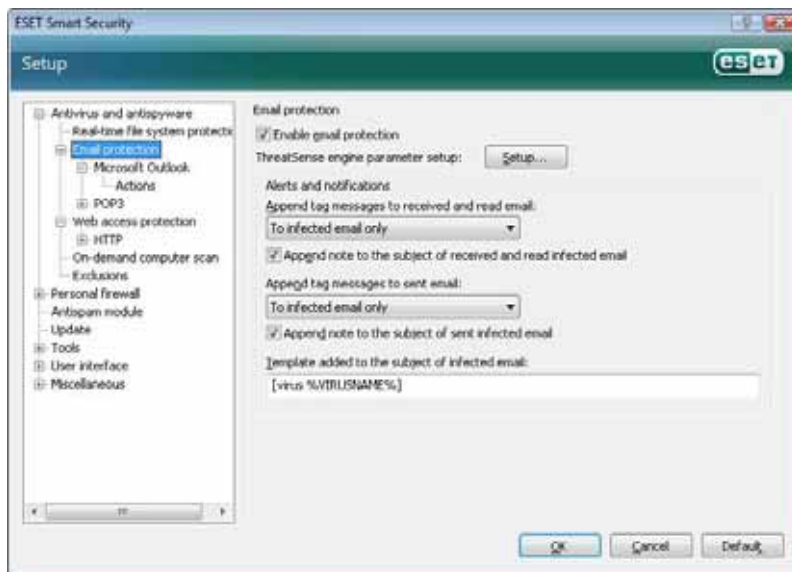 ESET Smart Security
Setup
eseT
Antivirus and antispyware
Real-time file system protecti
Email protection
Microsoft Outlook
Actions
POP3
Web access protection
HTTP
On-demand computer scan
Exclusions
Personal firewall
Antispam module
Update
Tools
User interface
Miscellaneous
Email protection
Enable email protection
ThreatSense engine parameter setup:
Setup...
Alerts and notifications
Append tag messages to received and read email:
To infected email only
Append note to the subject of received and read infected email
Append tag messages to sent email:
To infected email only
Append note to the subject of sent infected email
Template added to the subject of infected email:
[virus %VIRUSNAME%]
OK
Cancel
Default